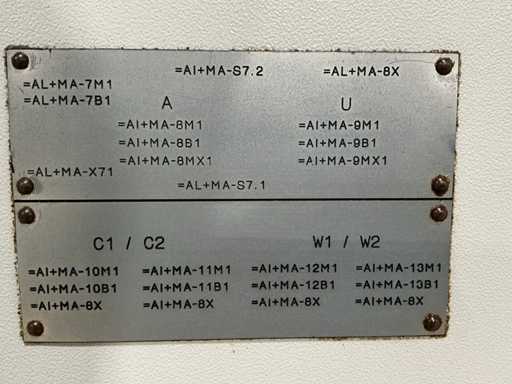 =AI+MA-S7.2 =AL+MA-8X
=AL+MA-7M1
=AL+MA-7B1
A U
=AI+MA-8M1 =AI+MA-9M1
=AI+MA-8B1 =AI+MA-9B1
=AI+MA-8MX1 =AI+MA-9MX1
=AL+MA-X71
=AL+MA-S7.1
C1 / C2 W1 / W2
=AI+MA-10M1 =AI+MA-11M1 =AI+MA-12M1 =AI+MA-13M1
=AI+MA-10B1 =AI+MA-11B1 =AI+MA-12B1 =AI+MA-13B1
=AI+MA-8X =AI+MA-8X =AI+MA-8X =AI+MA-8X